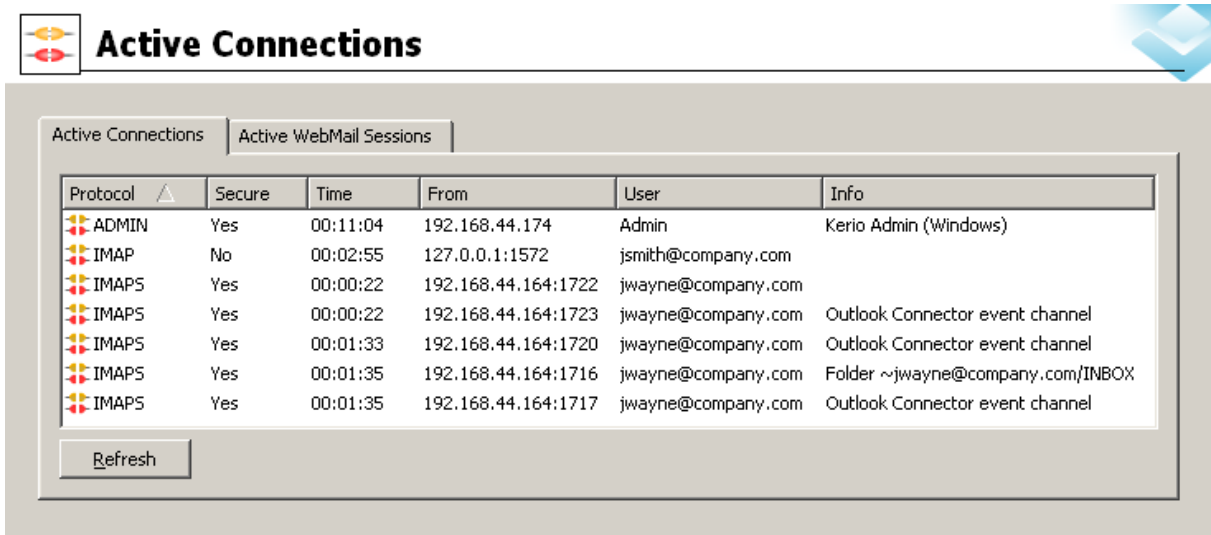 Active Connections
Active Connections Active WebMail Sessions
Protocol Secure Time From User Info
ADMIN Yes 00:11:04 192.168.44.174 Admin Kerio Admin (Windows)
IMAP No 00:02:55 127.0.0.1:1572 jsmith@company.com
IMAPS Yes 00:00:22 192.168.44.164:1722 jwayne@company.com
IMAPS Yes 00:00:22 192.168.44.164:1723 jwayne@company.com Outlook Connector event channel
IMAPS Yes 00:01:33 192.168.44.164:1720 jwayne@company.com Outlook Connector event channel
IMAPS Yes 00:01:35 192.168.44.164:1716 jwayne@company.com Folder ~jwayne@company.com/INBOX
IMAPS Yes 00:01:35 192.168.44.164:1717 jwayne@company.com Outlook Connector event channel
Refresh